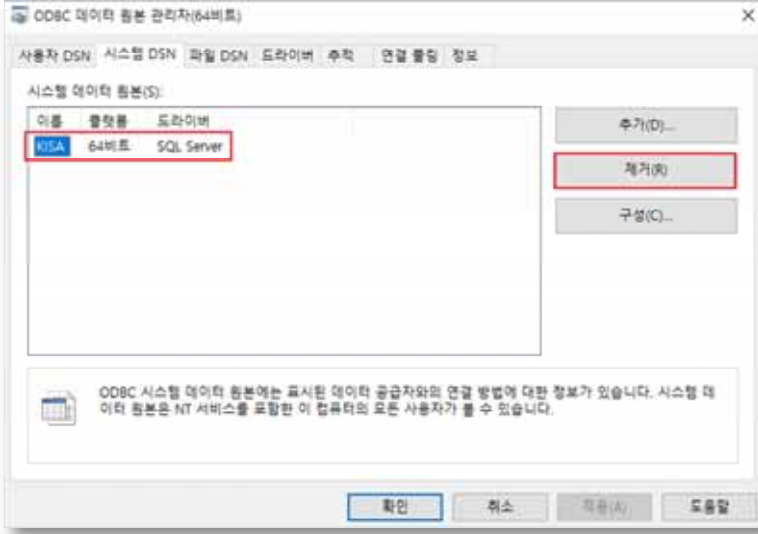 ODBC 데이터 원본 관리자(64비트)
사용자 DSN 시스템 DSN 파일 DSN 드라이버 추적 연결 풀링 정보
시스템 데이터 원본(S):
이름 플랫폼 드라이버
KISA 64비트 SQL Server
추가(D)...
제거(R)
구성(C)...
ODBC 시스템 데이터 원본에는 표시된 데이터 공급자와의 연결 방법에 대한 정보가 있습니다. 시스템 데
이터 원본은 NT 서비스를 포함한 이 컴퓨터의 모든 사용자가 볼 수 있습니다.
확인 취소 적용(A) 도움말